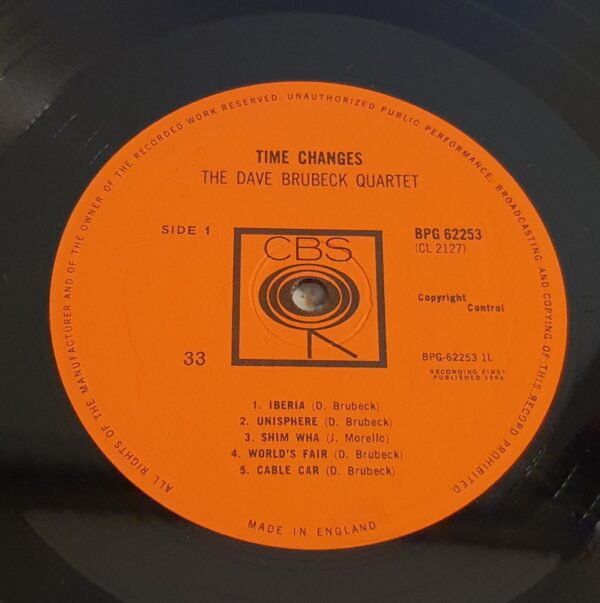 ALL RIGHTS OF THE MANUFACTURER AND OF THE OWNER OF THE RECORDED WORK RESERVED. UNAUTHORIZED PUBLIC PERFORMANCE, BROADCASTING AND COPYING OF THIS RECORD PROHIBITED.
TIME CHANGES
THE DAVE BRUBECK QUARTET
SIDE 1
BPG 62253
(CL 2127)
CBS
Copyright
Control
33
BPG-62253 1L
RECORDING FIRST
PUBLISHED 1964
1. IBERIA (D. Brubeck)
2. UNISPHERE (D. Brubeck)
3. SHIM WHA (J. Morello)
4. WORLD'S FAIR (D. Brubeck)
5. CABLE CAR (D. Brubeck)
MADE IN ENGLAND